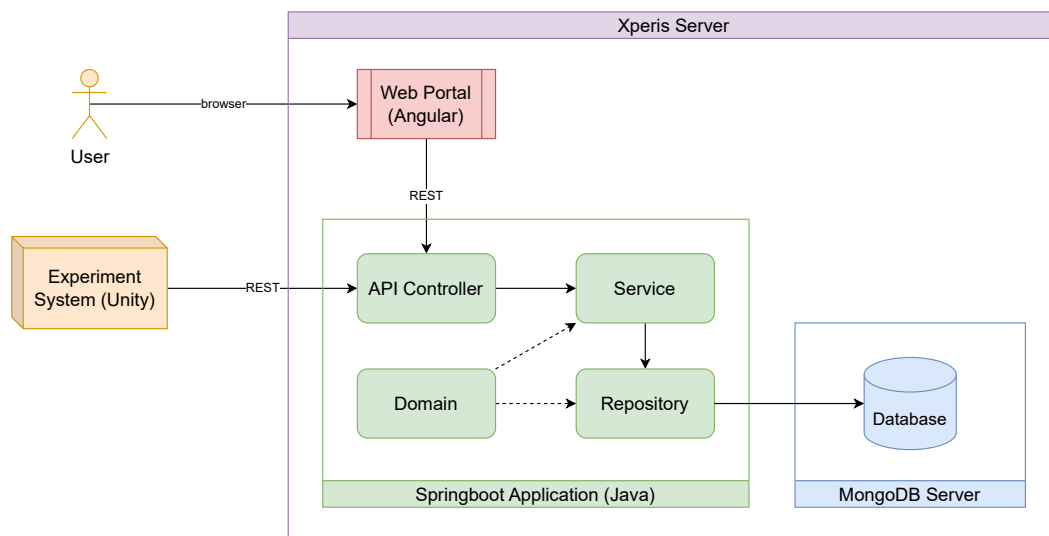 Xperis Server
Web Portal
(Angular)
browser
User
REST
Experiment
System (Unity)
REST
API Controller
Service
Domain
Repository
Database
Springboot Application (Java)
MongoDB Server